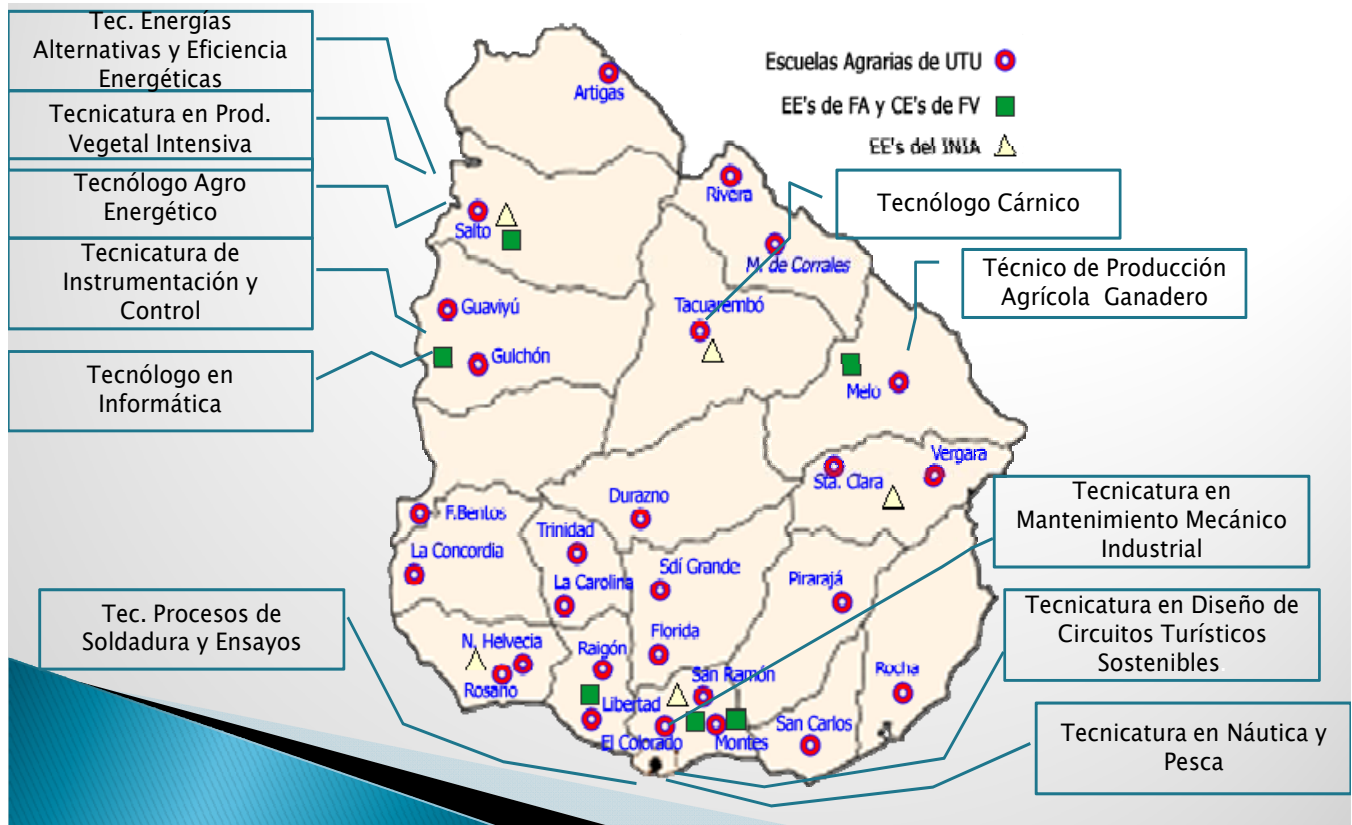 Tec. Energías
Alternativas y Eficiencia
Energéticas
Tecnicatura en Prod.
Vegetal Intensiva
Tecnólogo Agro
Energético
Tecnicatura de
Instrumentación y
Control
Tecnólogo en
Informática
Escuelas Agrarias de UTU
EE's de FA y CE's de FV
EE's del INIA
Tecnólogo Cárnico
Técnico de Producción
Agrícola Ganadero
Artigas
Rivera
Salto
M. de Corrales
Guaviyú
Tacuarembó
Guichón
Melo
Vergara
Sta. Clara
Durazno
F.Bentos
Trinidad
La Concordia
Sdí Grande
La Carolina
Pirarajá
Florida
N. Helvecia
Raigón
San Ramón
Rocha
Rosario
Libertad
San Carlos
El Colorado
Montes
Tecnicatura en
Mantenimiento Mecánico
Industrial
Tec. Procesos de
Soldadura y Ensayos
Tecnicatura en Diseño de
Circuitos Turísticos
Sostenibles.
Tecnicatura en Náutica y
Pesca